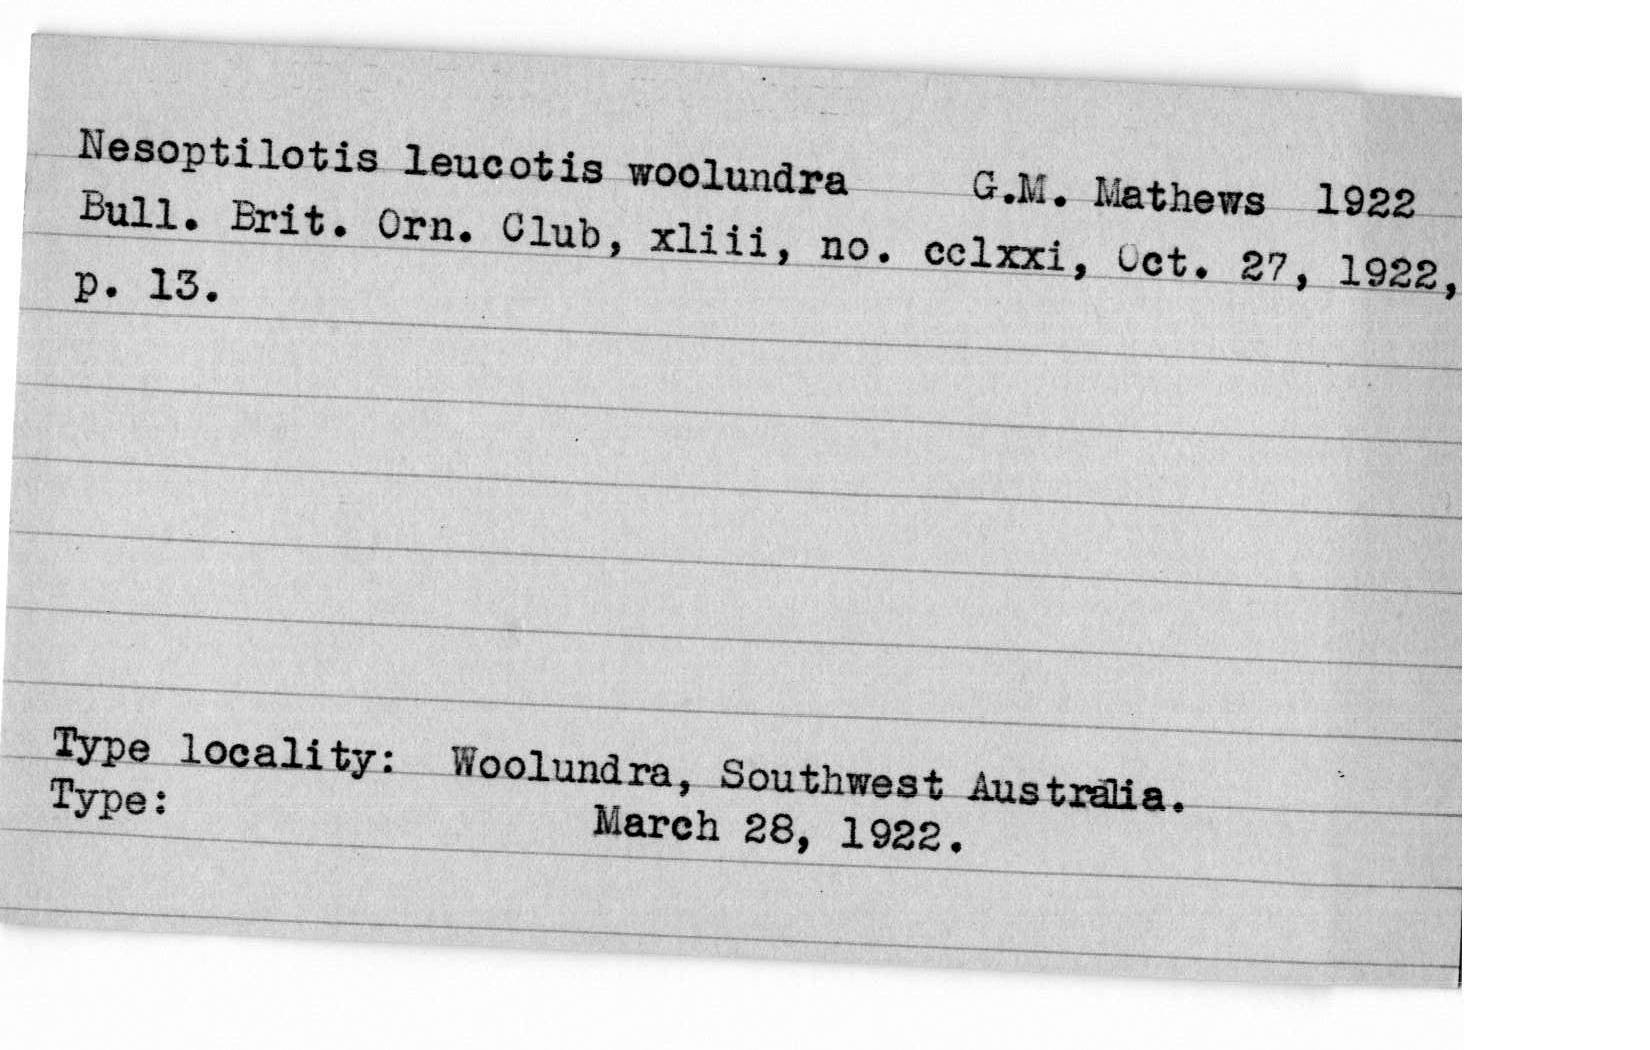 Nesoptilotis leucotis woolundra G.M. Mathews 1922
Bull. Brit. Orn. Club, xliii, no. cclxxi, Oct. 27, 1922,
p. 13.
Type locality: Woolundra, Southwest Australia.
Type: March 28, 1922.